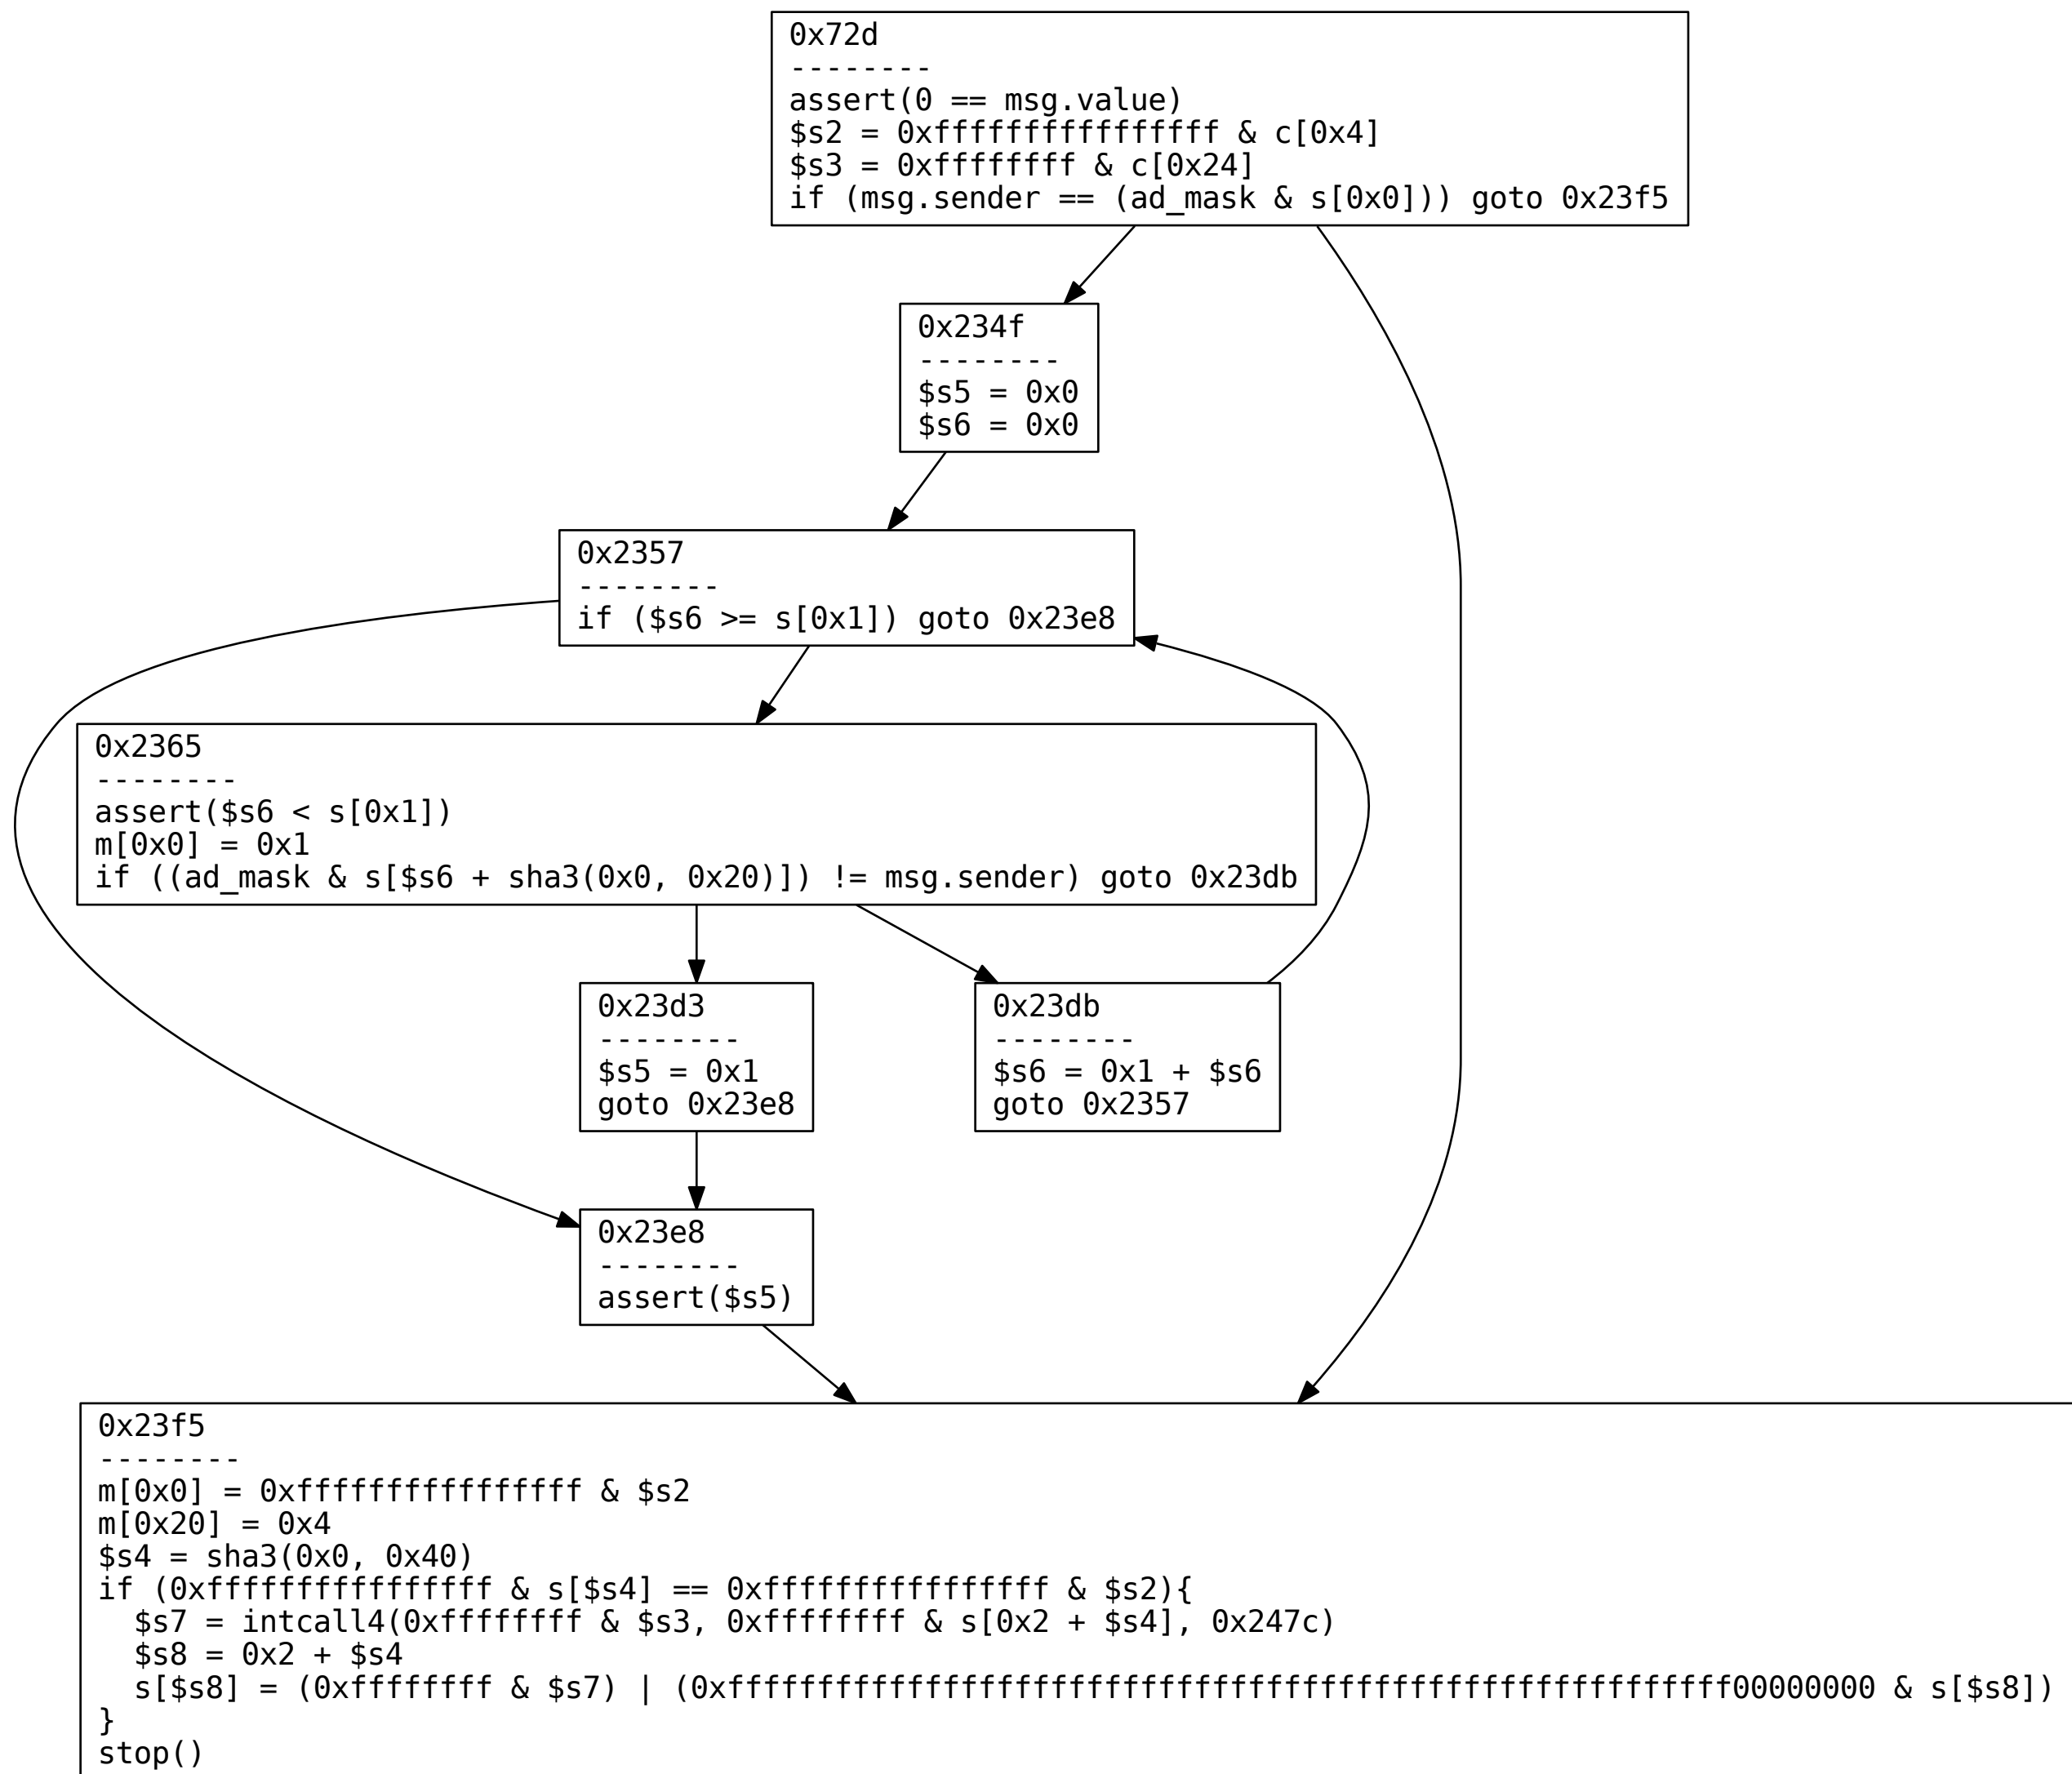 0x72d
--------
assert(0 == msg.value)
$s2 = 0xffffffffffffffff & c[0x4]
$s3 = 0xffffffff & c[0x24]
if (msg.sender == (ad_mask & s[0x0])) goto 0x23f5
0x234f
--------
$s5 = 0x0
$s6 = 0x0
0x2357
--------
if ($s6 >= s[0x1]) goto 0x23e8
0x2365
--------
assert($s6 < s[0x1])
m[0x0] = 0x1
if ((ad_mask & s[$s6 + sha3(0x0, 0x20)]) != msg.sender) goto 0x23db
0x23d3
--------
$s5 = 0x1
goto 0x23e8
0x23db
--------
$s6 = 0x1 + $s6
goto 0x2357
0x23e8
--------
assert($s5)
0x23f5
--------
m[0x0] = 0xffffffffffffffff & $s2
m[0x20] = 0x4
$s4 = sha3(0x0, 0x40)
if (0xffffffffffffffff & s[$s4] == 0xffffffffffffffff & $s2){
  $s7 = intcall4(0xffffffff & $s3, 0xffffffff & s[0x2 + $s4], 0x247c)
  $s8 = 0x2 + $s4
  s[$s8] = (0xffffffff & $s7) | (0xffffffffffffffffffffffffffffffffffffffffffffffffffffffff00000000 & s[$s8])
}
stop()